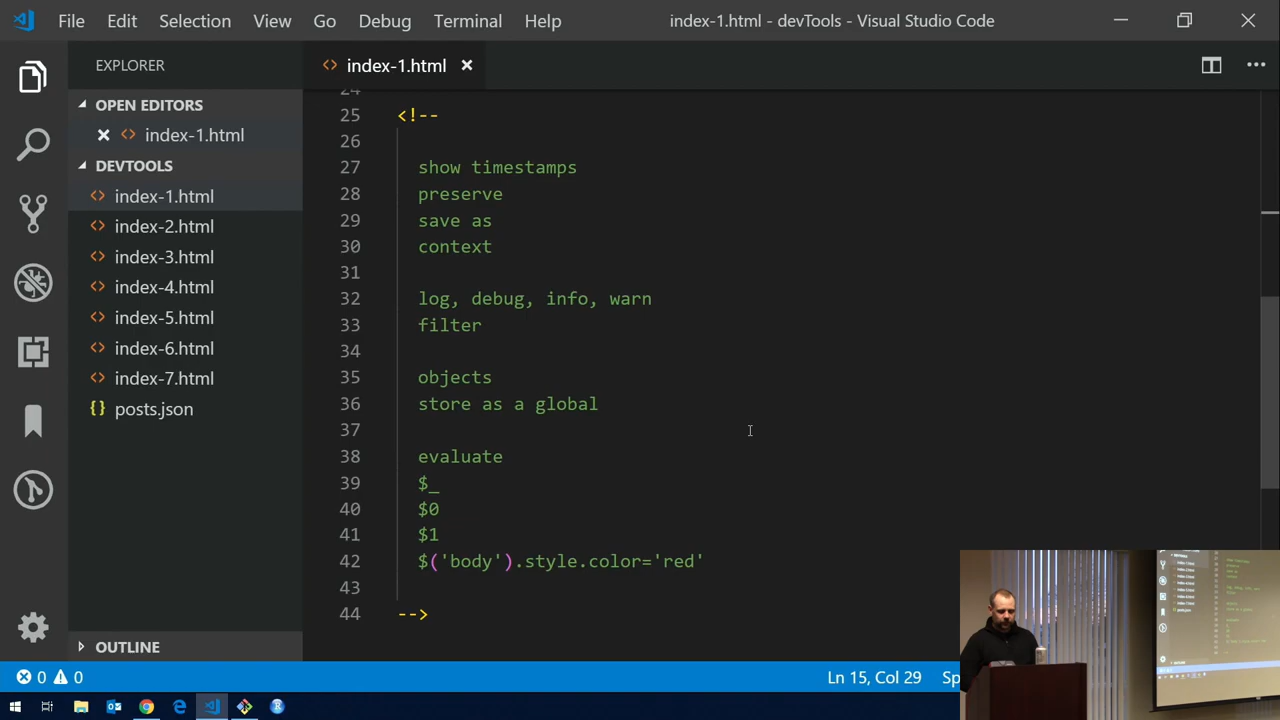 File Edit Selection View Go Debug Terminal Help index-1.html - devTools - Visual Studio Code
EXPLORER
index-1.html
OPEN EDITORS
index-1.html
DEVTOOLS
index-1.html
index-2.html
index-3.html
index-4.html
index-5.html
index-6.html
index-7.html
{} posts.json
OUTLINE
24
25 <!--
26
27 show timestamps
28 preserve
29 save as
30 context
31
32 log, debug, info, warn
33 filter
34
35 objects
36 store as a global
37
38 evaluate
39 $_
40 $0
41 $1
42 $('body').style.color='red'
43
44 -->
0 0 Ln 15, Col 29